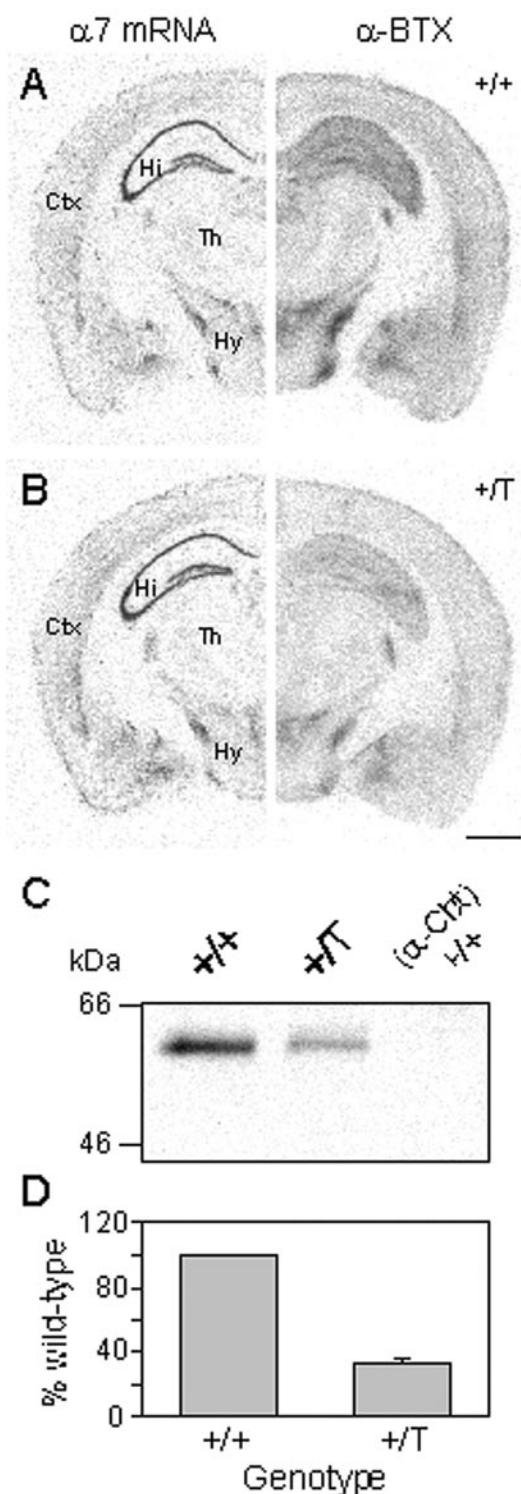 α7 mRNA α-BTX
A +/+
Hi
Ctx
Th
Hy
B +/T
Hi
Ctx
Th
Hy
C
kDa +/+ +/T (α-Cbt) +/+
66
46
D
% wild-type
120
80
40
0
+/+ +/T
Genotype